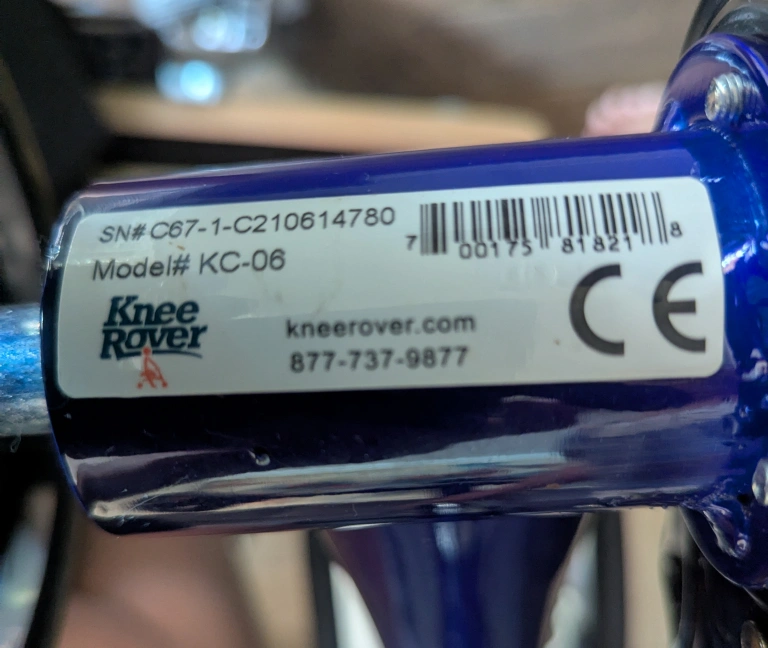 SN# C67-1-C210614780
Model# KC-06
7 00175 81821 8
Knee
Rover
kneerover.com
877-737-9877
CE